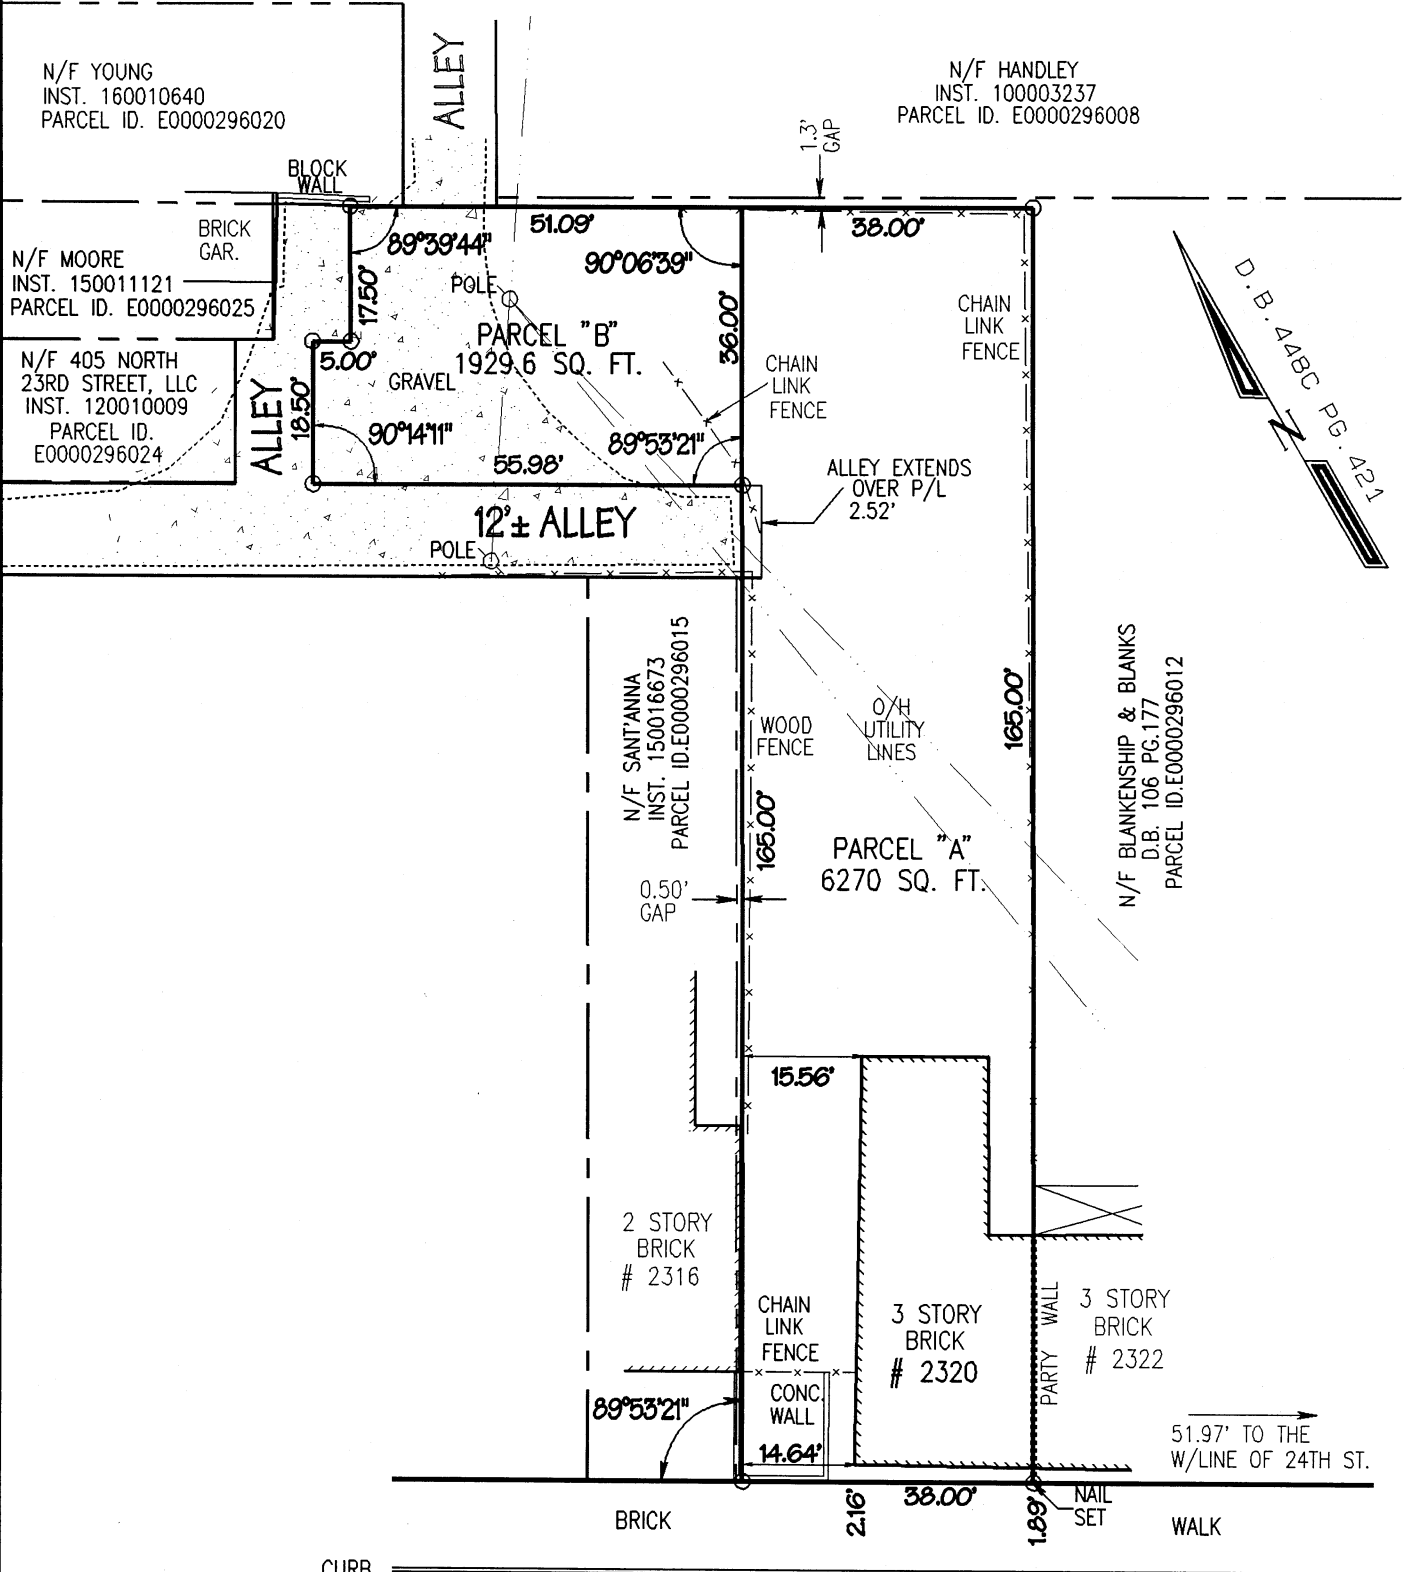 N/F YOUNG
INST. 160010640
PARCEL ID. E0000296020
ALLEY
N/F HANDLEY
INST. 100003237
PARCEL ID. E0000296008
1.3'
GAP
BLOCK
WALL
BRICK
GAR.
N/F MOORE
INST. 150011121
PARCEL ID. E0000296025
89°39'44"
51.09'
90°06'39"
38.00'
17.50'
POLE
PARCEL "B"
1929.6 SQ. FT.
36.00'
CHAIN
LINK
FENCE
D.B. 448C PG. 421
N
N/F 405 NORTH
23RD STREET, LLC
INST. 120010009
PARCEL ID.
E0000296024
ALLEY
5.00'
18.50'
GRAVEL
CHAIN
LINK
FENCE
90°14'11"
89°53'21"
55.98'
ALLEY EXTENDS
OVER P/L
2.52'
12'± ALLEY
POLE
N/F SANT'ANNA
INST. 150016673
PARCEL ID.E0000296015
WOOD
FENCE
O/H
UTILITY
LINES
165.00'
N/F BLANKENSHIP & BLANKS
D.B. 106 PG.177
PARCEL ID.E0000296012
165.00'
PARCEL "A"
6270 SQ. FT.
0.50'
GAP
15.56'
2 STORY
BRICK
# 2316
CHAIN
LINK
FENCE
3 STORY
BRICK
# 2320
PARTY WALL
3 STORY
BRICK
# 2322
89°53'21"
CONC.
WALL
14.64'
51.97' TO THE
W/LINE OF 24TH ST.
2.16'
38.00'
1.89'
NAIL
SET
BRICK
WALK
CURB